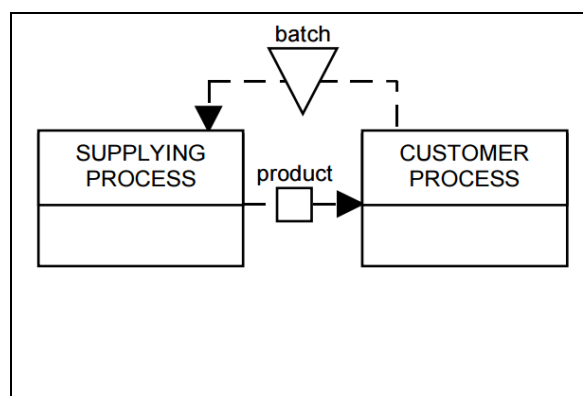 batch
SUPPLYING
PROCESS
product
CUSTOMER
PROCESS